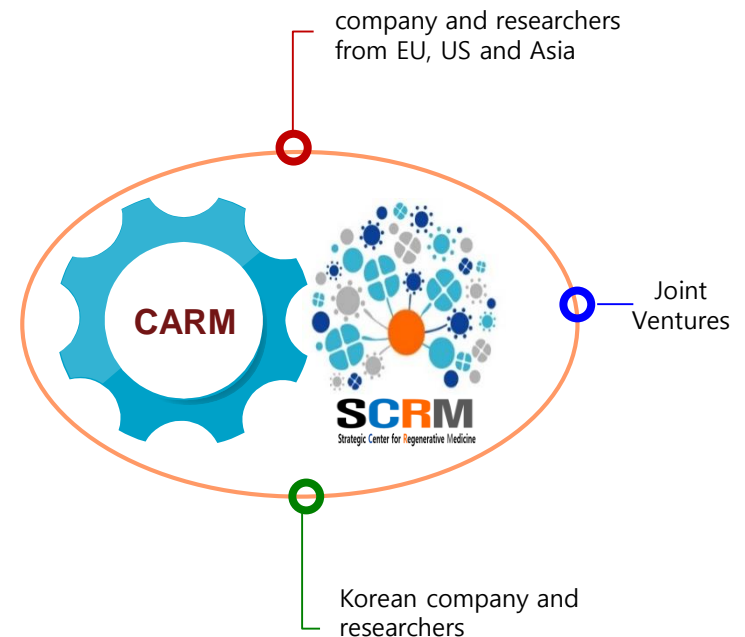 company and researchers
from EU, US and Asia
CARM
SCRM
Strategic Center for Regenerative Medicine
Joint
Ventures
Korean company and
researchers